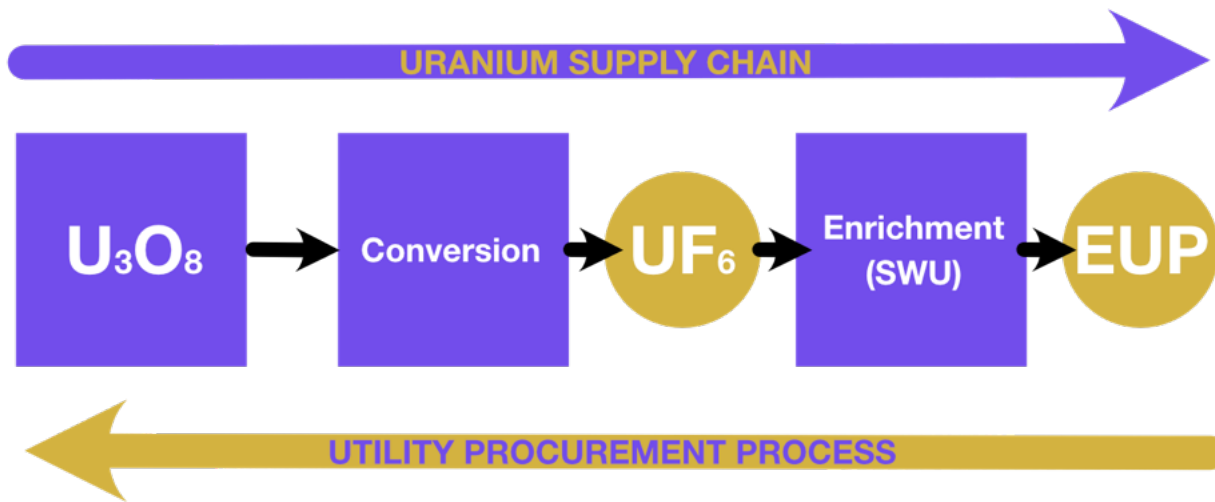 URANIUM SUPPLY CHAIN
U₃O₈
Conversion
UF₆
Enrichment
(SWU)
EUP
UTILITY PROCUREMENT PROCESS